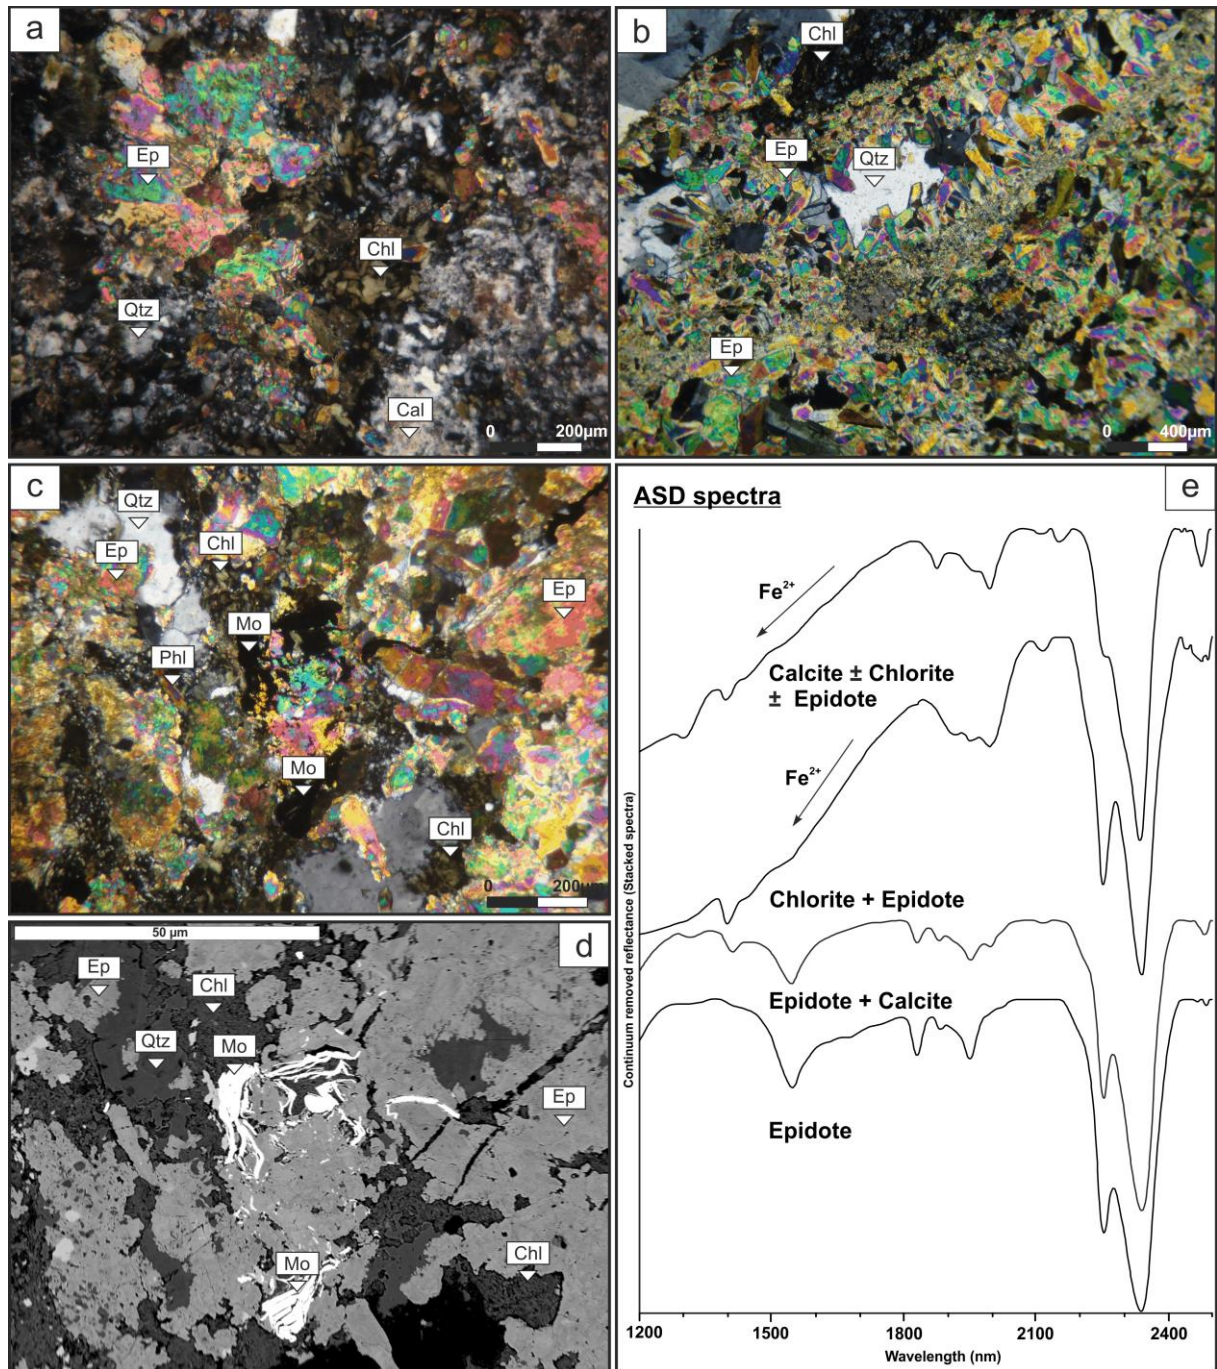 a
Ep
Chl
Qtz
Cal
0 200µm
b
Chl
Ep
Qtz
Ep
0 400µm
c
Qtz
Ep
Chl
Ep
Mo
Phl
Mo
Chl
0 200µm
50 µm
d
Ep
Chl
Qtz
Mo
Ep
Chl
Mo
ASD spectra
e
Fe²⁺
Calcite ± Chlorite
± Epidote
Fe²⁺
Chlorite + Epidote
Epidote + Calcite
Epidote
Continuum removed reflectance (Stacked spectra)
1200 1500 1800 2100 2400
Wavelength (nm)